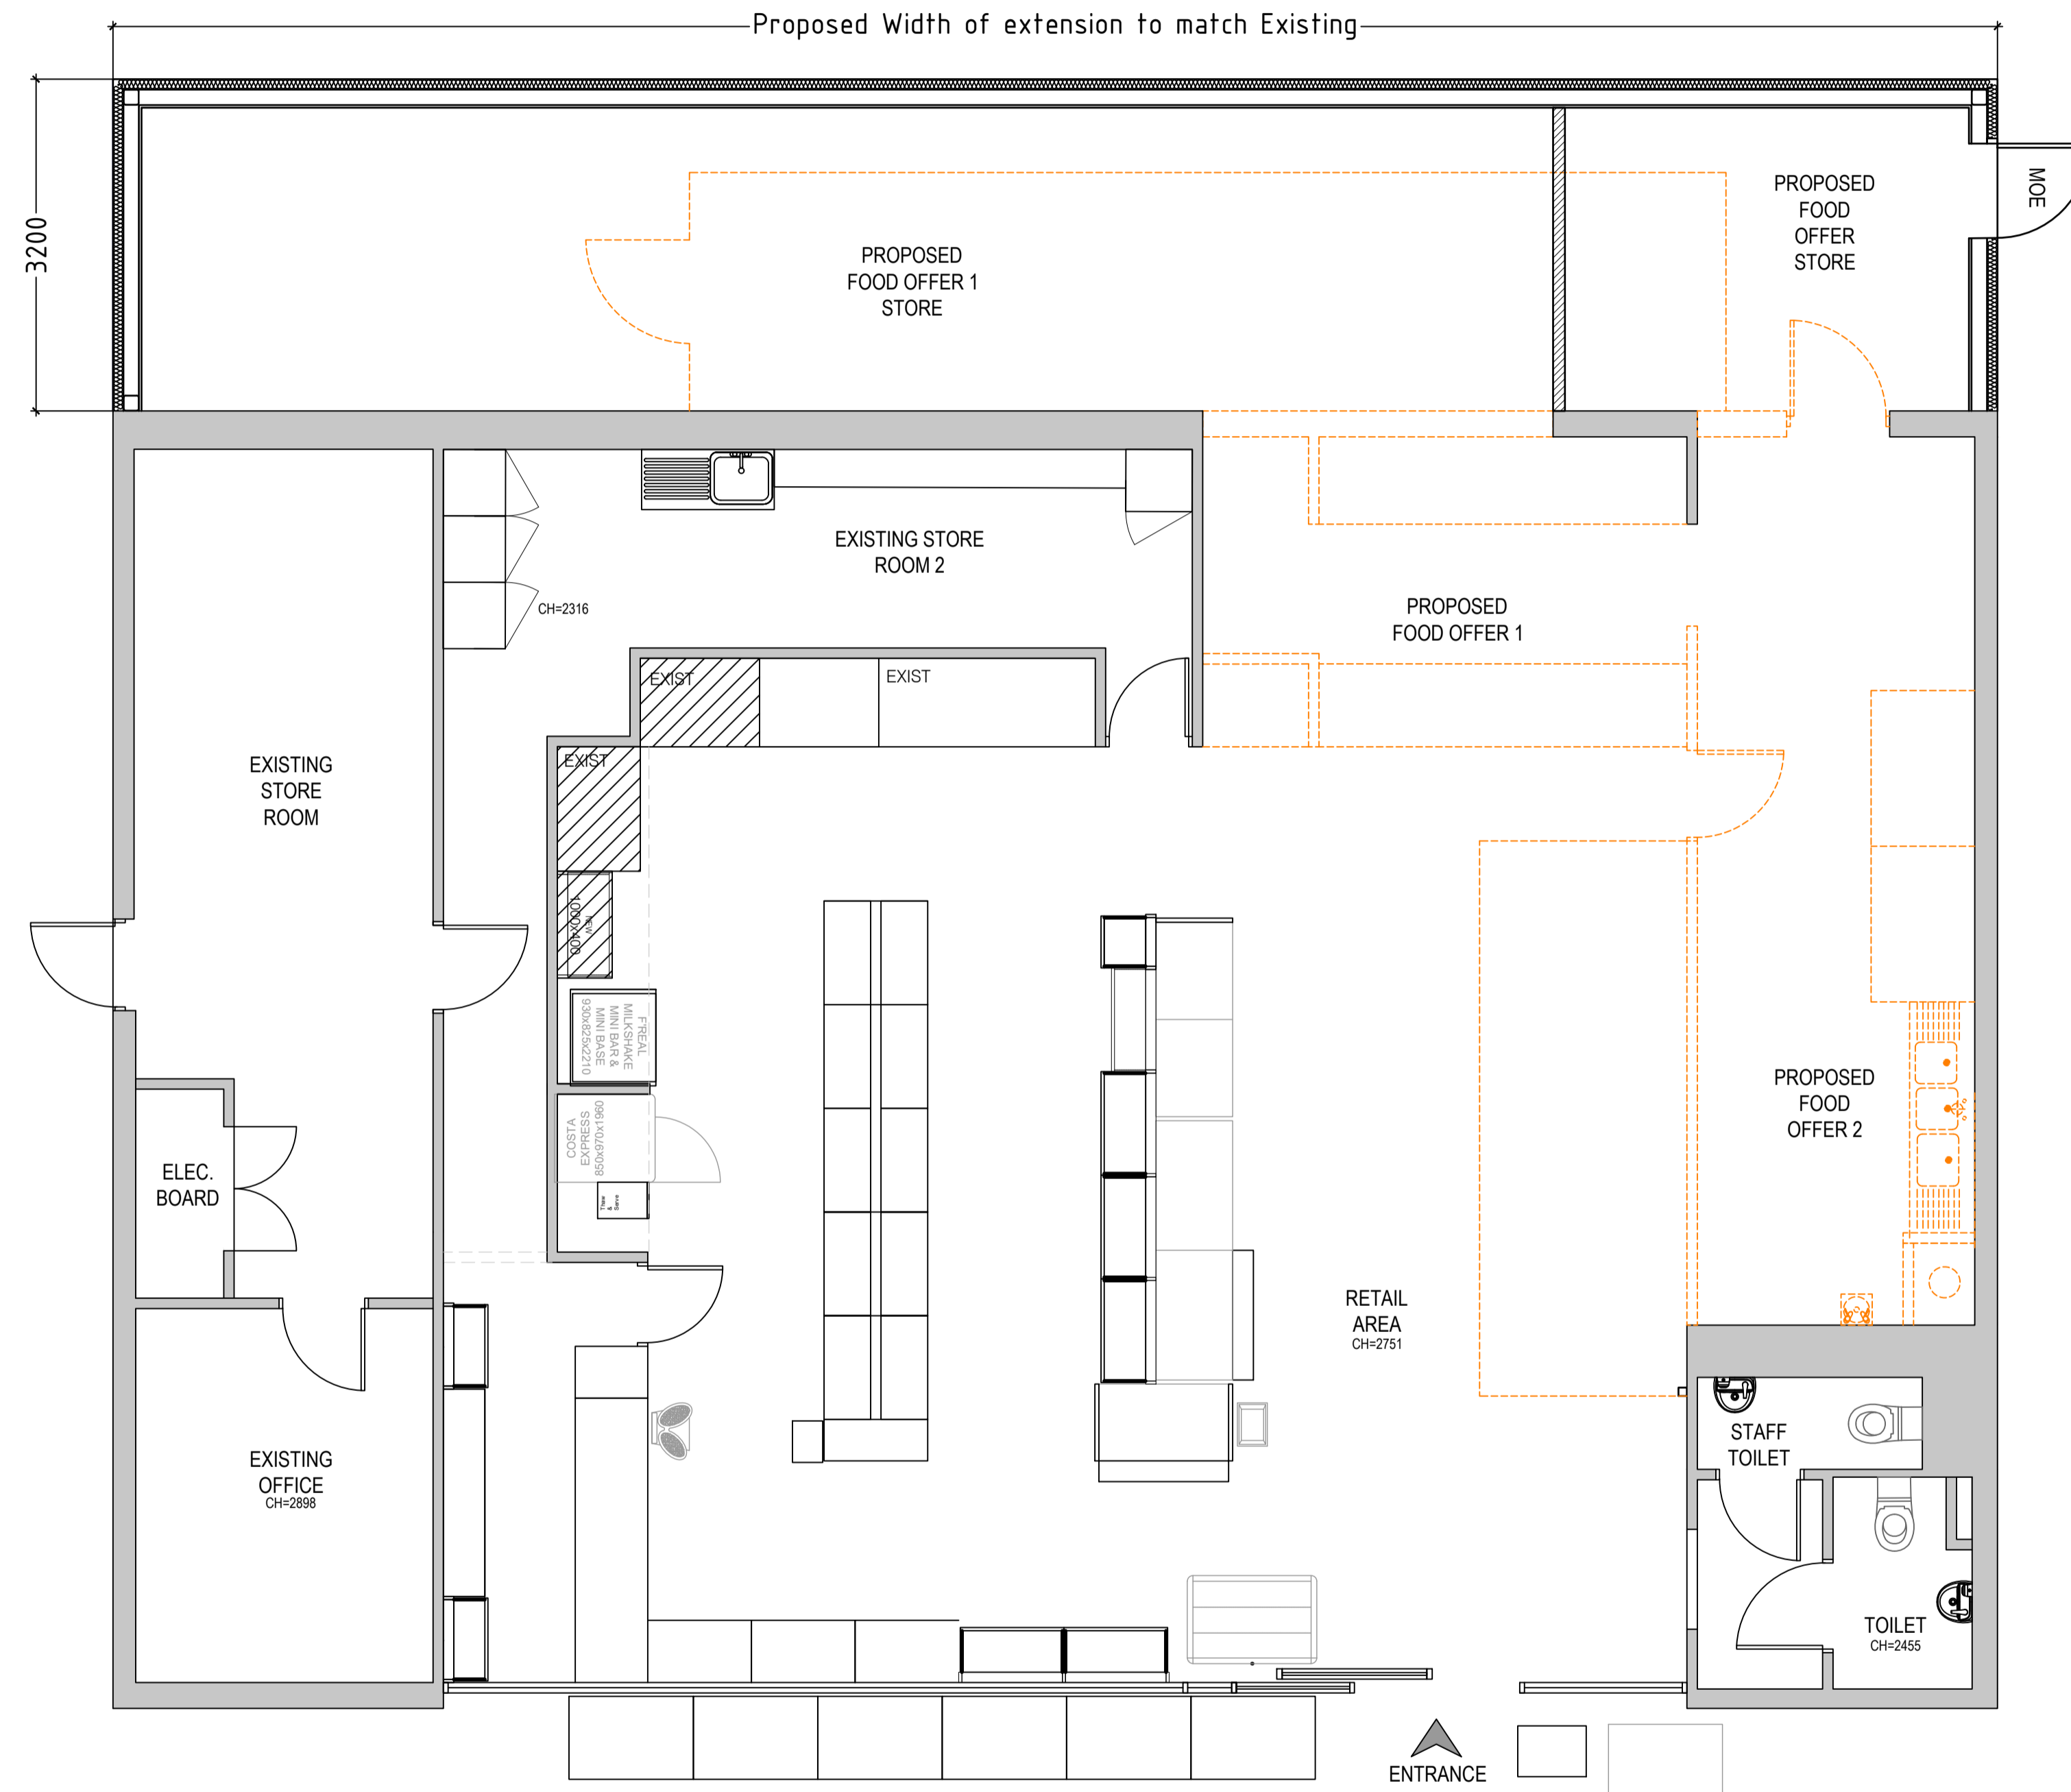 Proposed Width of extension to match Existing
3200
MOE
PROPOSED
FOOD
OFFER
STORE
PROPOSED
FOOD OFFER 1
STORE
EXISTING STORE
ROOM 2
CH=2316
PROPOSED
FOOD OFFER 1
EXIST
EXIST
EXIST
EXISTING
STORE
ROOM
NEW
1000X400
F'REAL
MILKSHAKE
MINI BAR &
MINI BASE
930x825x2210
COSTA
EXPRESS
850x970x1960
Thaw
&
Serve
ELEC.
BOARD
PROPOSED
FOOD
OFFER 2
RETAIL
AREA
CH=2751
EXISTING
OFFICE
CH=2898
STAFF
TOILET
TOILET
CH=2455
ENTRANCE